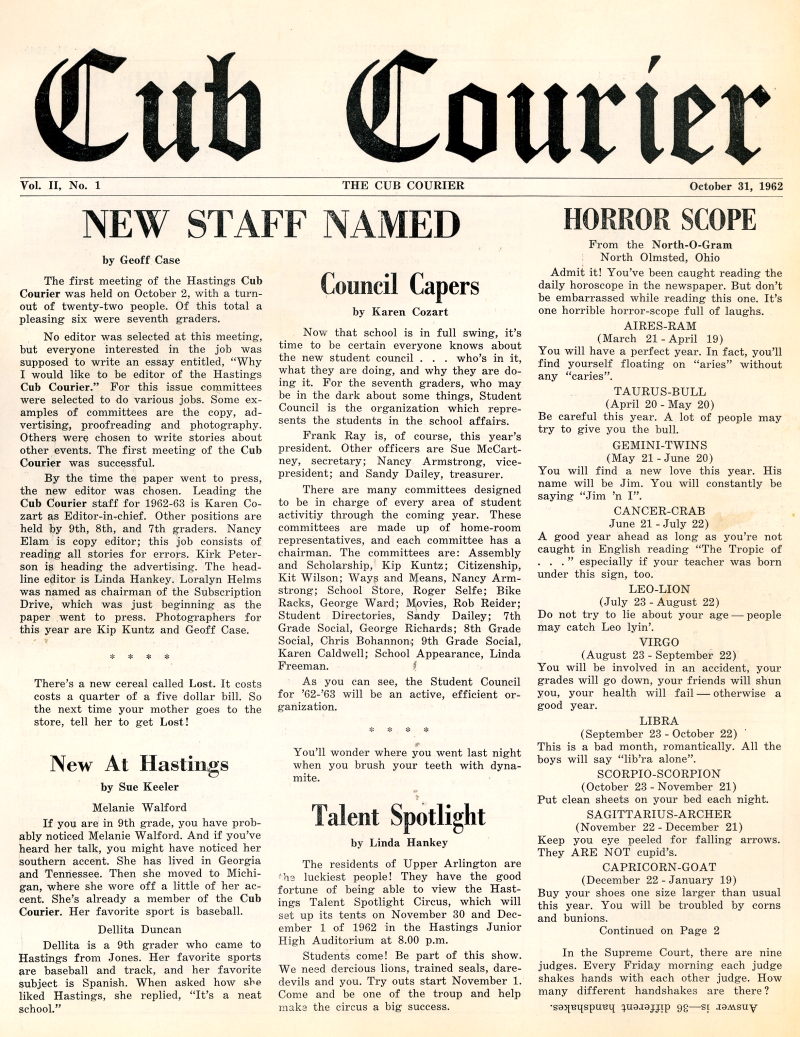 Cub Courier
Vol. II, No. 1
THE CUB COURIER
October 31, 1962
NEW STAFF NAMED
by Geoff Case
The first meeting of the Hastings Cub
Courier was held on October 2, with a turn-
out of twenty-two people. Of this total a
pleasing six were seventh graders.
No editor was selected at this meeting,
but everyone interested in the job was
supposed to write an essay entitled, "Why
I would like to be editor of the Hastings
Cub Courier." For this issue committees
were selected to do various jobs. Some ex-
amples of committees are the copy, ad-
vertising, proofreading and photography.
Others were chosen to write stories about
other events. The first meeting of the Cub
Courier was successful.
By the time the paper went to press,
the new editor was chosen. Leading the
Cub Courier staff for 1962-63 is Karen Co-
zart as Editor-in-chief. Other positions are
held by 9th, 8th, and 7th graders. Nancy
Elam is copy editor; this job consists of
reading all stories for errors. Kirk Peter-
son is heading the advertising. The head-
line editor is Linda Hankey. Loralyn Helms
was named as chairman of the Subscription
Drive, which was just beginning as the
paper went to press. Photographers for
this year are Kip Kuntz and Geoff Case.
* * * *
There's a new cereal called Lost. It costs
costs a quarter of a five dollar bill. So
the next time your mother goes to the
store, tell her to get Lost!
New At Hastings
by Sue Keeler
Melanie Walford
If you are in 9th grade, you have prob-
ably noticed Melanie Walford. And if you've
heard her talk, you might have noticed her
southern accent. She has lived in Georgia
and Tennessee. Then she moved to Michi-
gan, where she wore off a little of her ac-
cent. She's already a member of the Cub
Courier. Her favorite sport is baseball.
Dellita Duncan
Dellita is a 9th grader who came to
Hastings from Jones. Her favorite sports
are baseball and track, and her favorite
subject is Spanish. When asked how she
liked Hastings, she replied, "It's a neat
school."
Council Capers
by Karen Cozart
Now that school is in full swing, it's
time to be certain everyone knows about
the new student council . . . who's in it,
what they are doing, and why they are do-
ing it. For the seventh graders, who may
be in the dark about some things, Student
Council is the organization which repre-
sents the students in the school affairs.
Frank Ray is, of course, this year's
president. Other officers are Sue McCart-
ney, secretary; Nancy Armstrong, vice-
president; and Sandy Dailey, treasurer.
There are many committees designed
to be in charge of every area of student
activitiy through the coming year. These
committees are made up of home-room
representatives, and each committee has a
chairman. The committees are: Assembly
and Scholarship, Kip Kuntz; Citizenship,
Kit Wilson; Ways and Means, Nancy Arm-
strong; School Store, Roger Selfe; Bike
Racks, George Ward; Movies, Rob Reider;
Student Directories, Sandy Dailey; 7th
Grade Social, George Richards; 8th Grade
Social, Chris Bohannon; 9th Grade Social,
Karen Caldwell; School Appearance, Linda
Freeman.
As you can see, the Student Council
for '62-'63 will be an active, efficient or-
ganization.
* * * *
You'll wonder where you went last night
when you brush your teeth with dyna-
mite.
Talent Spotlight
by Linda Hankey
The residents of Upper Arlington are
the luckiest people! They have the good
fortune of being able to view the Hast-
ings Talent Spotlight Circus, which will
set up its tents on November 30 and Dec-
ember 1 of 1962 in the Hastings Junior
High Auditorium at 8.00 p.m.
Students come! Be part of this show.
We need dercious lions, trained seals, dare-
devils and you. Try outs start November 1.
Come and be one of the troup and help
make the circus a big success.
HORROR SCOPE
From the North-O-Gram
North Olmsted, Ohio
Admit it! You've been caught reading the
daily horoscope in the newspaper. But don't
be embarrassed while reading this one. It's
one horrible horror-scope full of laughs.
AIRES-RAM
(March 21 - April 19)
You will have a perfect year. In fact, you'll
find yourself floating on "aries" without
any "caries".
TAURUS-BULL
(April 20 - May 20)
Be careful this year. A lot of people may
try to give you the bull.
GEMINI-TWINS
(May 21 - June 20)
You will find a new love this year. His
name will be Jim. You will constantly be
saying "Jim 'n I".
CANCER-CRAB
June 21 - July 22)
A good year ahead as long as you're not
caught in English reading "The Tropic of
. . ." especially if your teacher was born
under this sign, too.
LEO-LION
(July 23 - August 22)
Do not try to lie about your age — people
may catch Leo lyin'.
VIRGO
(August 23 - September 22)
You will be involved in an accident, your
grades will go down, your friends will shun
you, your health will fail — otherwise a
good year.
LIBRA
(September 23 - October 22)
This is a bad month, romantically. All the
boys will say "lib'ra alone".
SCORPIO-SCORPION
(October 23 - November 21)
Put clean sheets on your bed each night.
SAGITTARIUS-ARCHER
(November 22 - December 21)
Keep you eye peeled for falling arrows.
They ARE NOT cupid's.
CAPRICORN-GOAT
(December 22 - January 19)
Buy your shoes one size larger than usual
this year. You will be troubled by corns
and bunions.
Continued on Page 2
In the Supreme Court, there are nine
judges. Every Friday morning each judge
shakes hands with each other judge. How
many different handshakes are there?
Answer is—36 different handshakes.